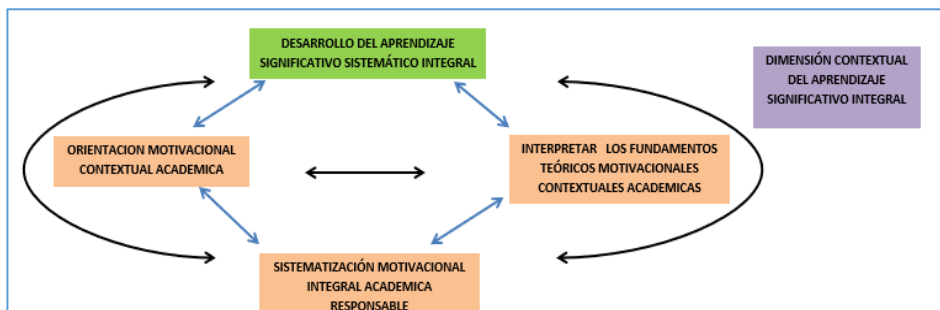 DESARROLLO DEL APRENDIZAJE
SIGNIFICATIVO SISTEMÁTICO INTEGRAL
DIMENSIÓN CONTEXTUAL
DEL APRENDIZAJE
SIGNIFICATIVO INTEGRAL
ORIENTACION MOTIVACIONAL
CONTEXTUAL ACADEMICA
INTERPRETAR LOS FUNDAMENTOS
TEÓRICOS MOTIVACIONALES
CONTEXTUALES ACADEMICAS
SISTEMATIZACIÓN MOTIVACIONAL
INTEGRAL ACADEMICA
RESPONSABLE